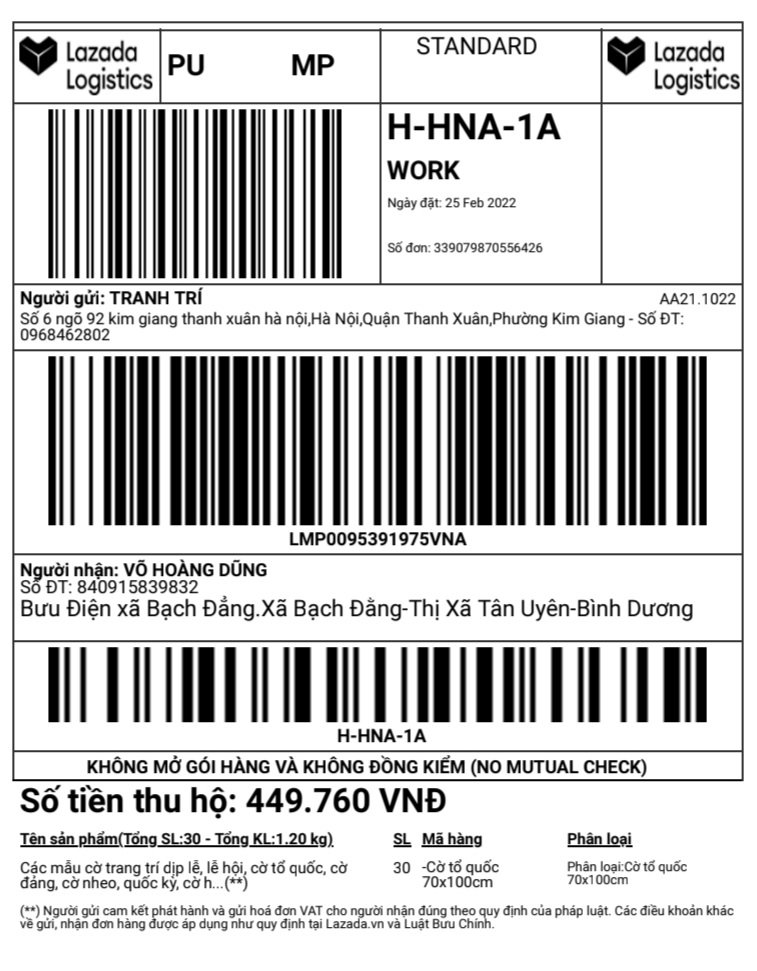 Lazada
Logistics
PU MP
STANDARD
Lazada
Logistics
H-HNA-1A
WORK
Ngày đặt: 25 Feb 2022
Số đơn: 339079870556426
Người gửi: TRANH TRÍ AA21.1022
Số 6 ngõ 92 kim giang thanh xuân hà nội,Hà Nội,Quận Thanh Xuân,Phường Kim Giang - Số ĐT:
0968462802
LMP0095391975VNA
Người nhận: VÕ HOÀNG DŨNG
Số ĐT: 840915839832
Bưu Điện xã Bạch Đẳng.Xã Bạch Đằng-Thị Xã Tân Uyên-Bình Dương
H-HNA-1A
KHÔNG MỞ GÓI HÀNG VÀ KHÔNG ĐỒNG KIỂM (NO MUTUAL CHECK)
Số tiền thu hộ: 449.760 VNĐ
Tên sản phẩm(Tổng SL:30 - Tổng KL:1.20 kg) SL Mã hàng Phân loại
Các mẫu cờ trang trí dịp lễ, lễ hội, cờ tổ quốc, cờ 30 -Cờ tổ quốc Phân loại:Cờ tổ quốc
đảng, cờ nheo, quốc kỳ, cờ h...(**) 70x100cm 70x100cm
(**) Người gửi cam kết phát hành và gửi hoá đơn VAT cho người nhận đúng theo quy định của pháp luật. Các điều khoản khác
về gửi, nhận đơn hàng được áp dụng như quy định tại Lazada.vn và Luật Bưu Chính.